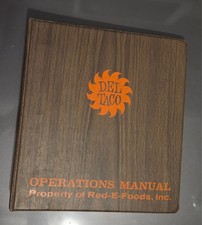 DEL
TACO
OPERATIONS MANUAL
Property of Red-E-Foods, Inc.